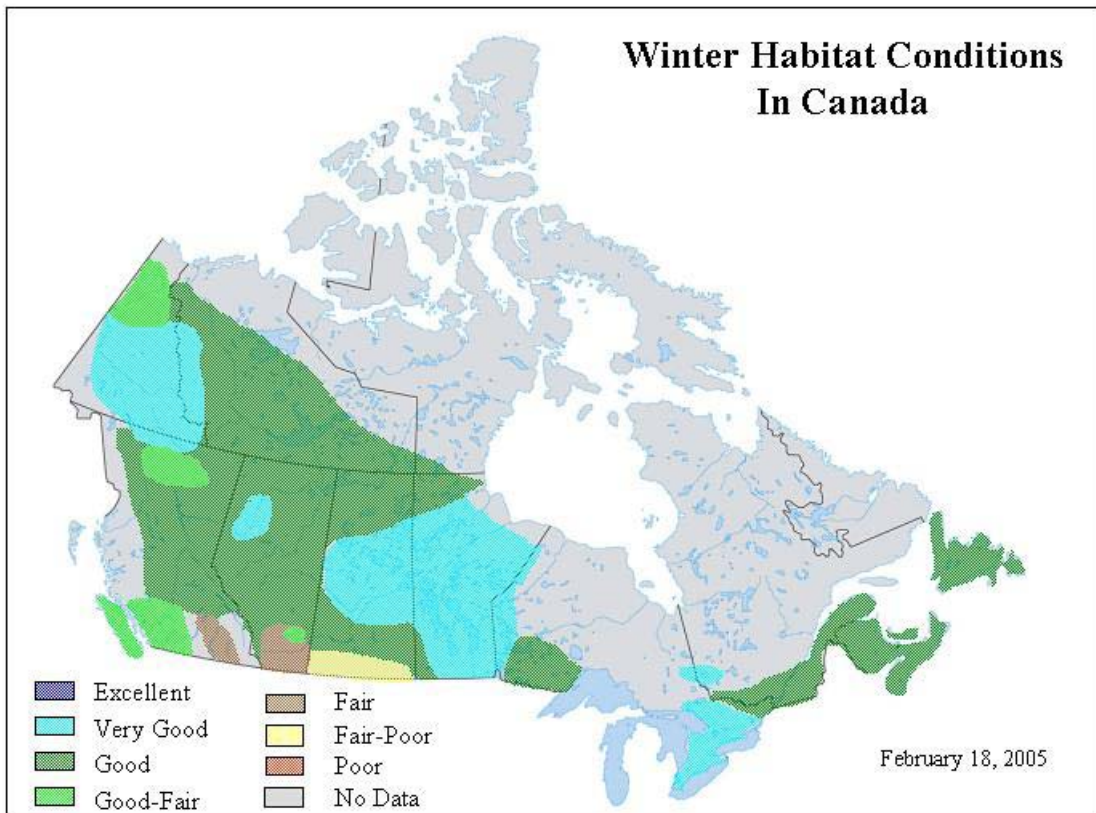 Winter Habitat Conditions
In Canada
Excellent
Very Good
Good
Good-Fair
Fair
Fair-Poor
Poor
No Data
February 18, 2005